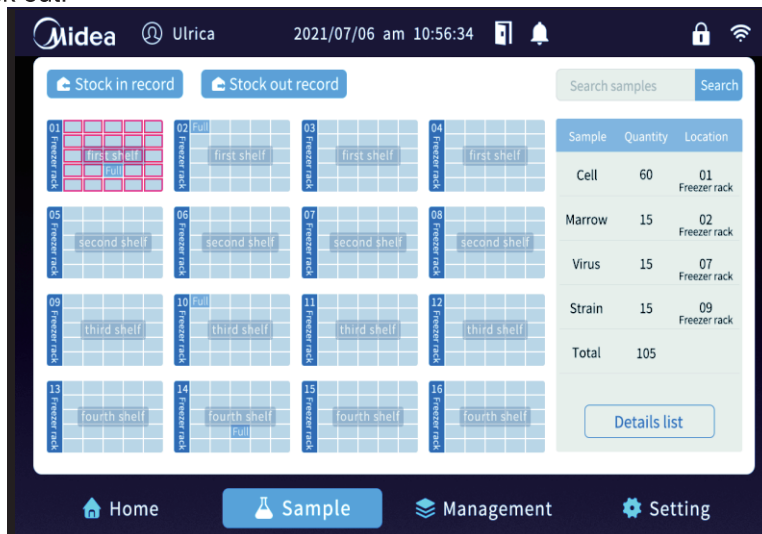 Midea Ulrica 2021/07/06 am 10:56:34
Stock in record Stock out record Search samples Search
01 Freezer rack first shelf Full
02 Freezer rack Full first shelf
03 Freezer rack first shelf
04 Freezer rack first shelf
05 Freezer rack second shelf
06 Freezer rack second shelf
07 Freezer rack second shelf
08 Freezer rack second shelf
09 Freezer rack third shelf
10 Freezer rack Full third shelf
11 Freezer rack third shelf
12 Freezer rack third shelf
13 Freezer rack fourth shelf
14 Freezer rack fourth shelf Full
15 Freezer rack fourth shelf
16 Freezer rack fourth shelf
Sample Quantity Location
Cell 60 01 Freezer rack
Marrow 15 02 Freezer rack
Virus 15 07 Freezer rack
Strain 15 09 Freezer rack
Total 105
Details list
Home Sample Management Setting